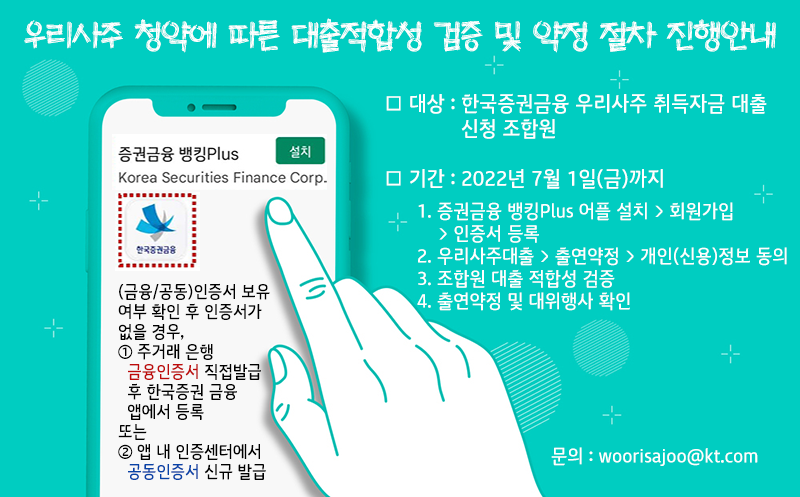 우리사주 청약에 따른 대출적합성 검증 및 약정 절차 진행안내
증권금융 뱅킹Plus
설치
Korea Securities Finance Corp.
한국증권금융
(금융/공동)인증서 보유
여부 확인 후 인증서가
없을 경우,
① 주거래 은행
금융인증서 직접발급
후 한국증권 금융
앱에서 등록
또는
② 앱 내 인증센터에서
공동인증서 신규 발급
□ 대상 : 한국증권금융 우리사주 취득자금 대출
신청 조합원
□ 기간 : 2022년 7월 1일(금)까지
1. 증권금융 뱅킹Plus 어플 설치 > 회원가입
> 인증서 등록
2. 우리사주대출 > 출연약정 > 개인(신용)정보 동의
3. 조합원 대출 적합성 검증
4. 출연약정 및 대위행사 확인
문의 : woorisajoo@kt.com